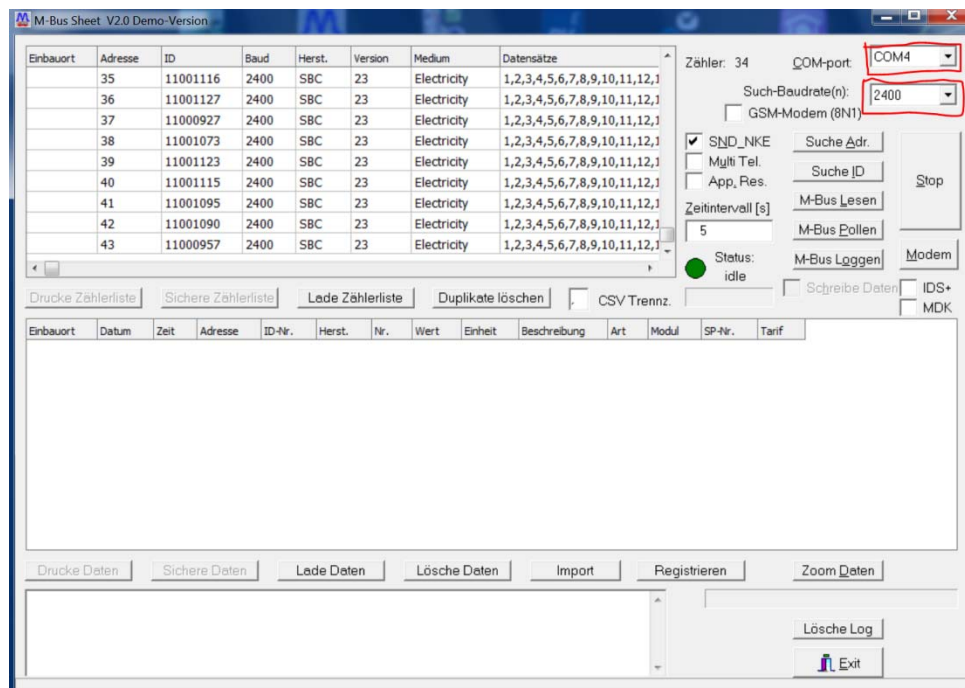 M-Bus Sheet V2.0 Demo-Version
Einbauort Adresse ID Baud Herst. Version Medium Datensätze
35 11001116 2400 SBC 23 Electricity 1,2,3,4,5,6,7,8,9,10,11,12,1
36 11001127 2400 SBC 23 Electricity 1,2,3,4,5,6,7,8,9,10,11,12,1
37 11000927 2400 SBC 23 Electricity 1,2,3,4,5,6,7,8,9,10,11,12,1
38 11001073 2400 SBC 23 Electricity 1,2,3,4,5,6,7,8,9,10,11,12,1
39 11001123 2400 SBC 23 Electricity 1,2,3,4,5,6,7,8,9,10,11,12,1
40 11001115 2400 SBC 23 Electricity 1,2,3,4,5,6,7,8,9,10,11,12,1
41 11001095 2400 SBC 23 Electricity 1,2,3,4,5,6,7,8,9,10,11,12,1
42 11001090 2400 SBC 23 Electricity 1,2,3,4,5,6,7,8,9,10,11,12,1
43 11000957 2400 SBC 23 Electricity 1,2,3,4,5,6,7,8,9,10,11,12,1
Zähler: 34 COM-port: COM4
Such-Baudrate(n): 2400
GSM-Modem (8N1)
SND_NKE Suche Adr.
Multi Tel. Suche ID
App. Res. Stop
Zeitintervall [s] M-Bus Lesen
5 M-Bus Pollen
Status: M-Bus Loggen Modem
idle
Schreibe Daten IDS+
MDK
Drucke Zählerliste Sichere Zählerliste Lade Zählerliste Duplikate löschen CSV Trennz.
Einbauort Datum Zeit Adresse ID-Nr. Herst. Nr. Wert Einheit Beschreibung Art Modul SP-Nr. Tarif
Drucke Daten Sichere Daten Lade Daten Lösche Daten Import Registrieren Zoom Daten
Lösche Log
Exit